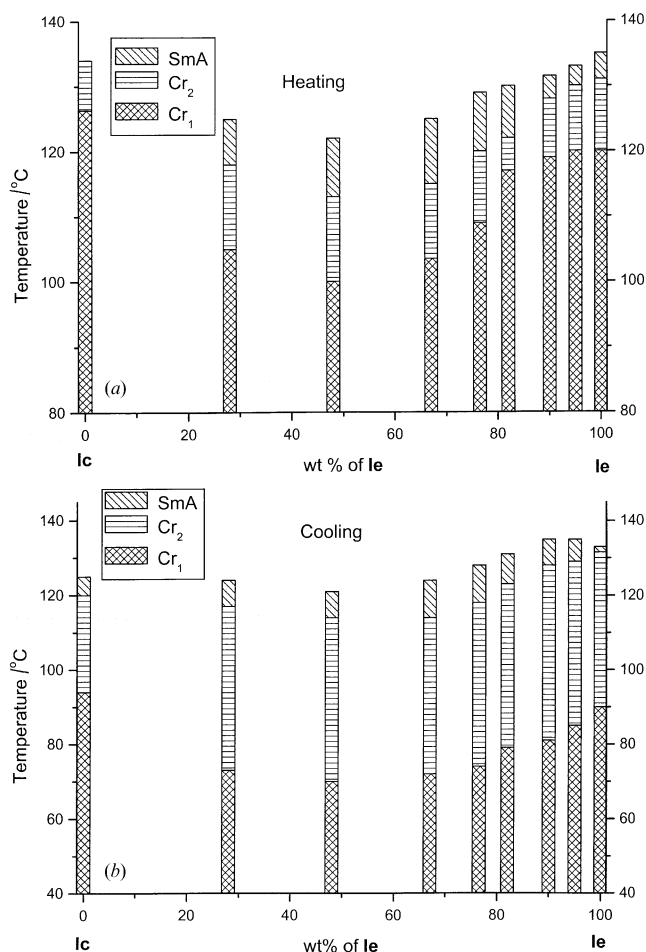 140
120
100
80
Temperature /°C
SmA
Cr₂
Cr₁
Heating
140
120
100
80
(a)
0 20 40 60 80 100
Ic wt % of Ie Ie
140
120
100
80
60
40
Temperature /°C
SmA
Cr₂
Cr₁
Cooling
140
120
100
80
60
40
(b)
0 20 40 60 80 100
Ic wt% of Ie Ie